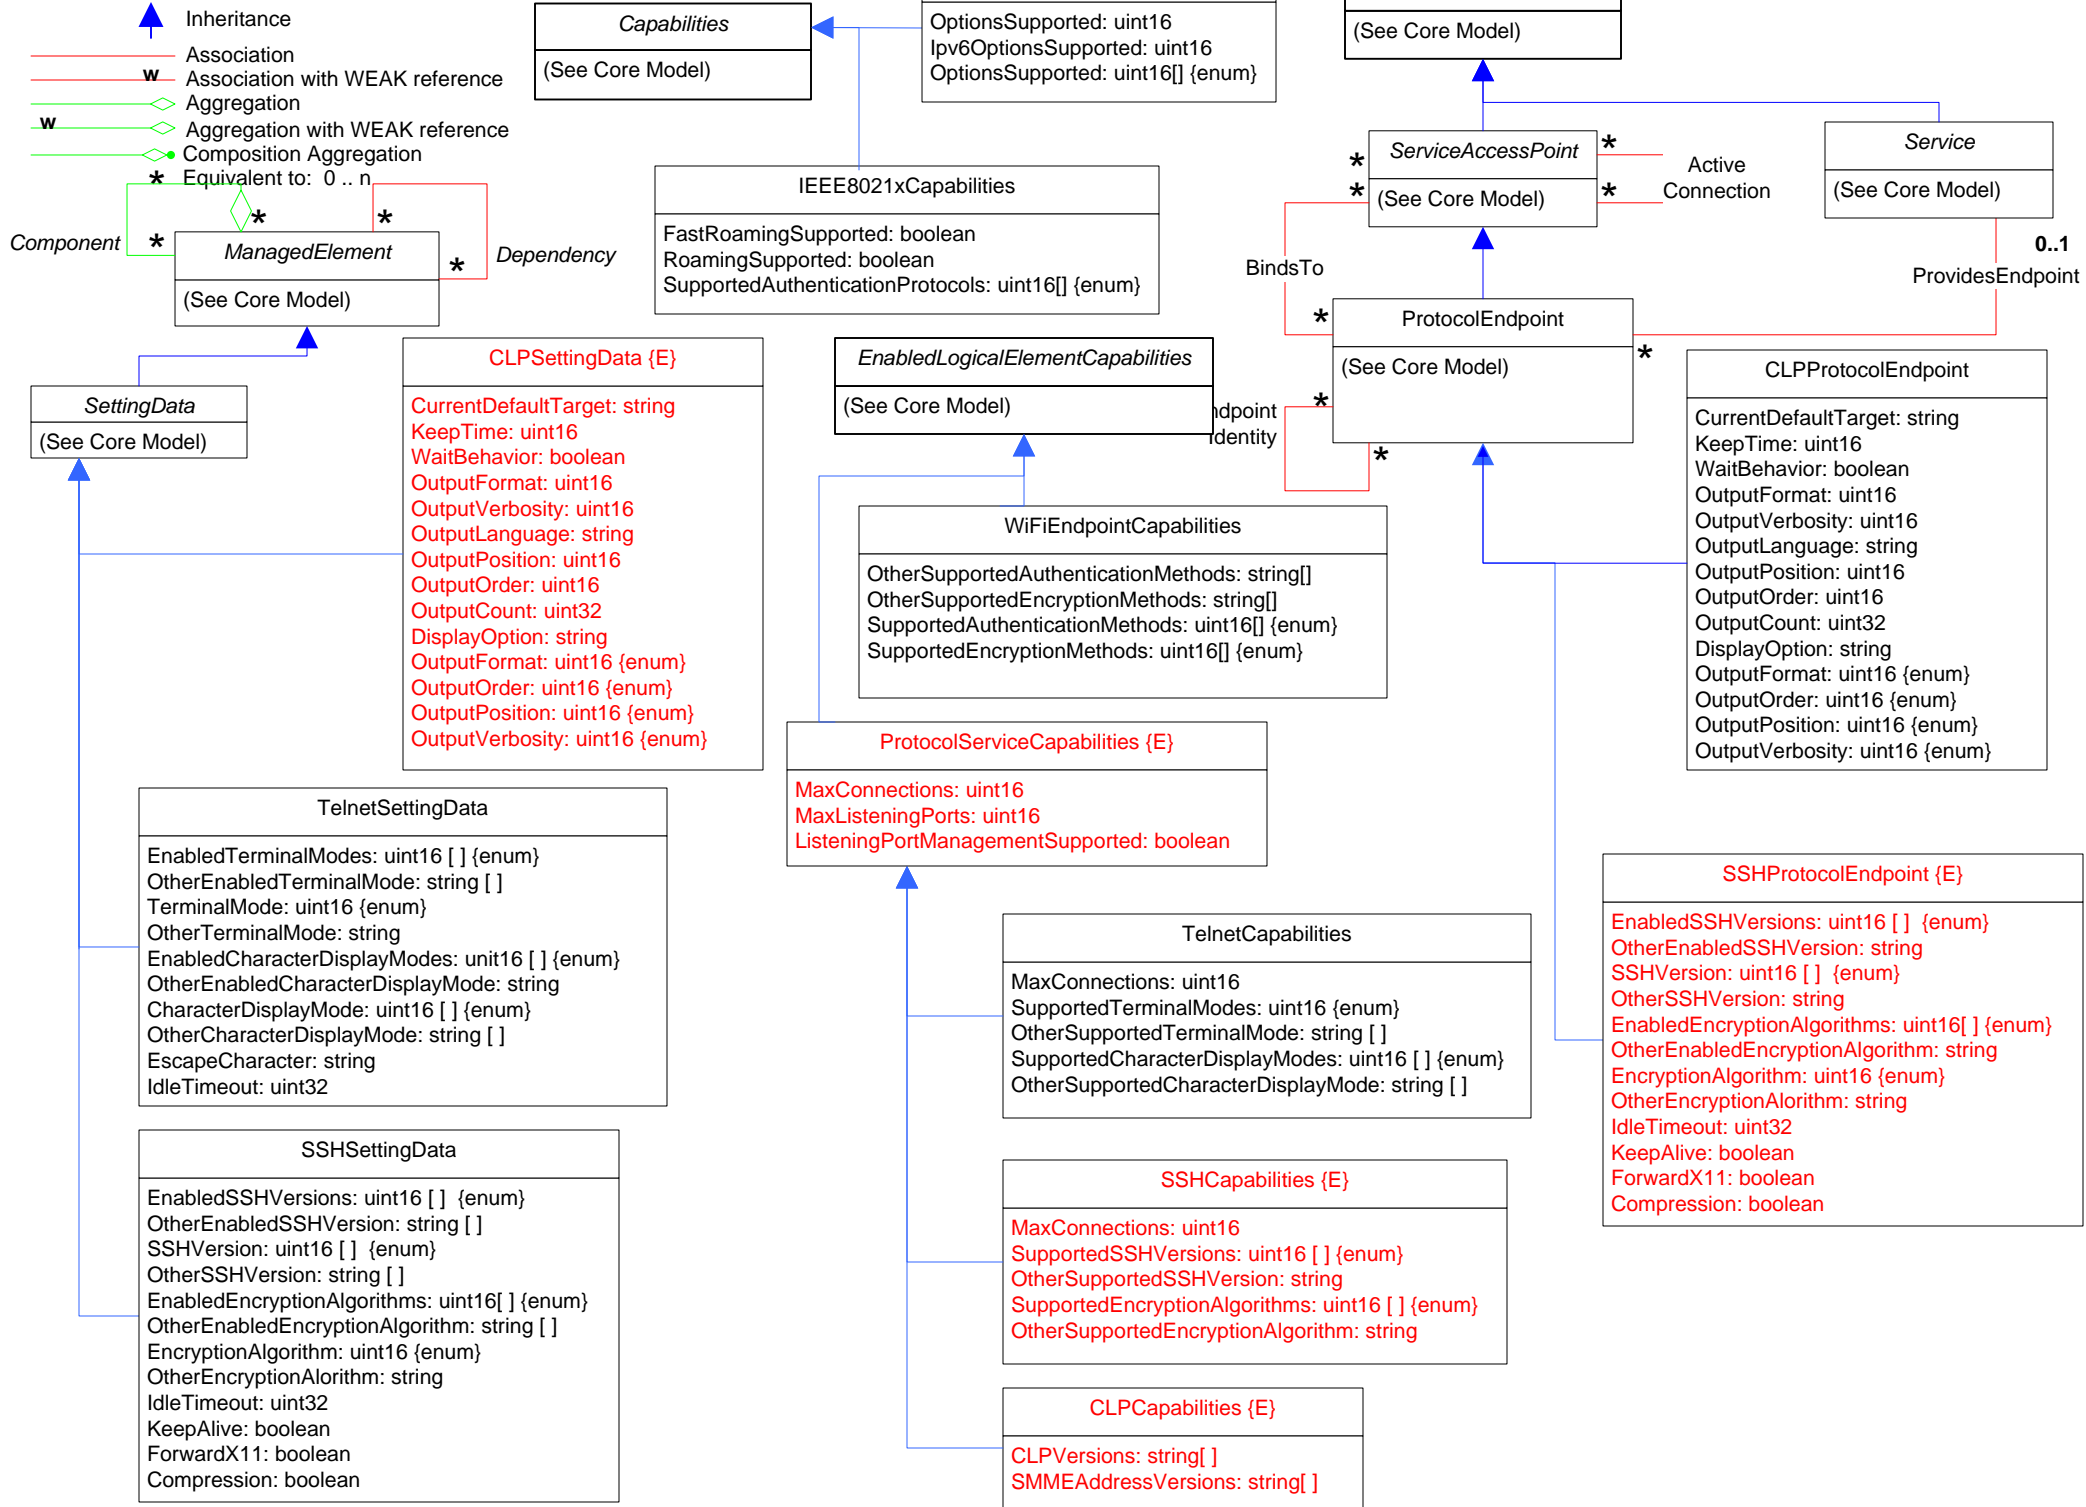 Inheritance
Association
w
Association with WEAK reference
Aggregation
w
Aggregation with WEAK reference
Composition Aggregation
* Equivalent to: 0 .. n
Component
*
*
ManagedElement
(See Core Model)
*
*
Dependency
SettingData
(See Core Model)
Capabilities
(See Core Model)
OptionsSupported: uint16
Ipv6OptionsSupported: uint16
OptionsSupported: uint16[] {enum}
IEEE8021xCapabilities
FastRoamingSupported: boolean
RoamingSupported: boolean
SupportedAuthenticationProtocols: uint16[] {enum}
(See Core Model)
ServiceAccessPoint
(See Core Model)
*
*
*
*
Active
Connection
Service
(See Core Model)
0..1
ProvidesEndpoint
BindsTo
*
ProtocolEndpoint
(See Core Model)
*
*
*
ndpoint
Identity
CLPSettingData {E}
CurrentDefaultTarget: string
KeepTime: uint16
WaitBehavior: boolean
OutputFormat: uint16
OutputVerbosity: uint16
OutputLanguage: string
OutputPosition: uint16
OutputOrder: uint16
OutputCount: uint32
DisplayOption: string
OutputFormat: uint16 {enum}
OutputOrder: uint16 {enum}
OutputPosition: uint16 {enum}
OutputVerbosity: uint16 {enum}
EnabledLogicalElementCapabilities
(See Core Model)
WiFiEndpointCapabilities
OtherSupportedAuthenticationMethods: string[]
OtherSupportedEncryptionMethods: string[]
SupportedAuthenticationMethods: uint16[] {enum}
SupportedEncryptionMethods: uint16[] {enum}
CLPProtocolEndpoint
CurrentDefaultTarget: string
KeepTime: uint16
WaitBehavior: boolean
OutputFormat: uint16
OutputVerbosity: uint16
OutputLanguage: string
OutputPosition: uint16
OutputOrder: uint16
OutputCount: uint32
DisplayOption: string
OutputFormat: uint16 {enum}
OutputOrder: uint16 {enum}
OutputPosition: uint16 {enum}
OutputVerbosity: uint16 {enum}
ProtocolServiceCapabilities {E}
MaxConnections: uint16
MaxListeningPorts: uint16
ListeningPortManagementSupported: boolean
TelnetSettingData
EnabledTerminalModes: uint16 [ ] {enum}
OtherEnabledTerminalMode: string [ ]
TerminalMode: uint16 {enum}
OtherTerminalMode: string
EnabledCharacterDisplayModes: unit16 [ ] {enum}
OtherEnabledCharacterDisplayMode: string
CharacterDisplayMode: uint16 [ ] {enum}
OtherCharacterDisplayMode: string [ ]
EscapeCharacter: string
IdleTimeout: uint32
TelnetCapabilities
MaxConnections: uint16
SupportedTerminalModes: uint16 {enum}
OtherSupportedTerminalMode: string [ ]
SupportedCharacterDisplayModes: uint16 [ ] {enum}
OtherSupportedCharacterDisplayMode: string [ ]
SSHProtocolEndpoint {E}
EnabledSSHVersions: uint16 [ ] {enum}
OtherEnabledSSHVersion: string
SSHVersion: uint16 [ ] {enum}
OtherSSHVersion: string
EnabledEncryptionAlgorithms: uint16[ ] {enum}
OtherEnabledEncryptionAlgorithm: string
EncryptionAlgorithm: uint16 {enum}
OtherEncryptionAlorithm: string
IdleTimeout: uint32
KeepAlive: boolean
ForwardX11: boolean
Compression: boolean
SSHSettingData
EnabledSSHVersions: uint16 [ ] {enum}
OtherEnabledSSHVersion: string [ ]
SSHVersion: uint16 [ ] {enum}
OtherSSHVersion: string [ ]
EnabledEncryptionAlgorithms: uint16[ ] {enum}
OtherEnabledEncryptionAlgorithm: string [ ]
EncryptionAlgorithm: uint16 {enum}
OtherEncryptionAlorithm: string
IdleTimeout: uint32
KeepAlive: boolean
ForwardX11: boolean
Compression: boolean
SSHCapabilities {E}
MaxConnections: uint16
SupportedSSHVersions: uint16 [ ] {enum}
OtherSupportedSSHVersion: string
SupportedEncryptionAlgorithms: uint16 [ ] {enum}
OtherSupportedEncryptionAlgorithm: string
CLPCapabilities {E}
CLPVersions: string[ ]
SMMEAddressVersions: string[ ]